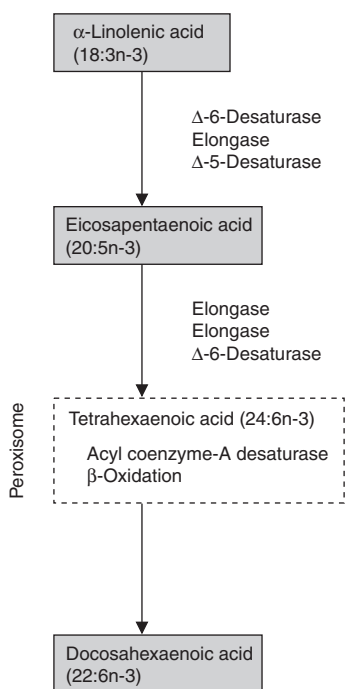 α-Linolenic acid
(18:3n-3)
Δ-6-Desaturase
Elongase
Δ-5-Desaturase
Eicosapentaenoic acid
(20:5n-3)
Elongase
Elongase
Δ-6-Desaturase
Peroxisome
Tetrahexaenoic acid (24:6n-3)
Acyl coenzyme-A desaturase
β-Oxidation
Docosahexaenoic acid
(22:6n-3)